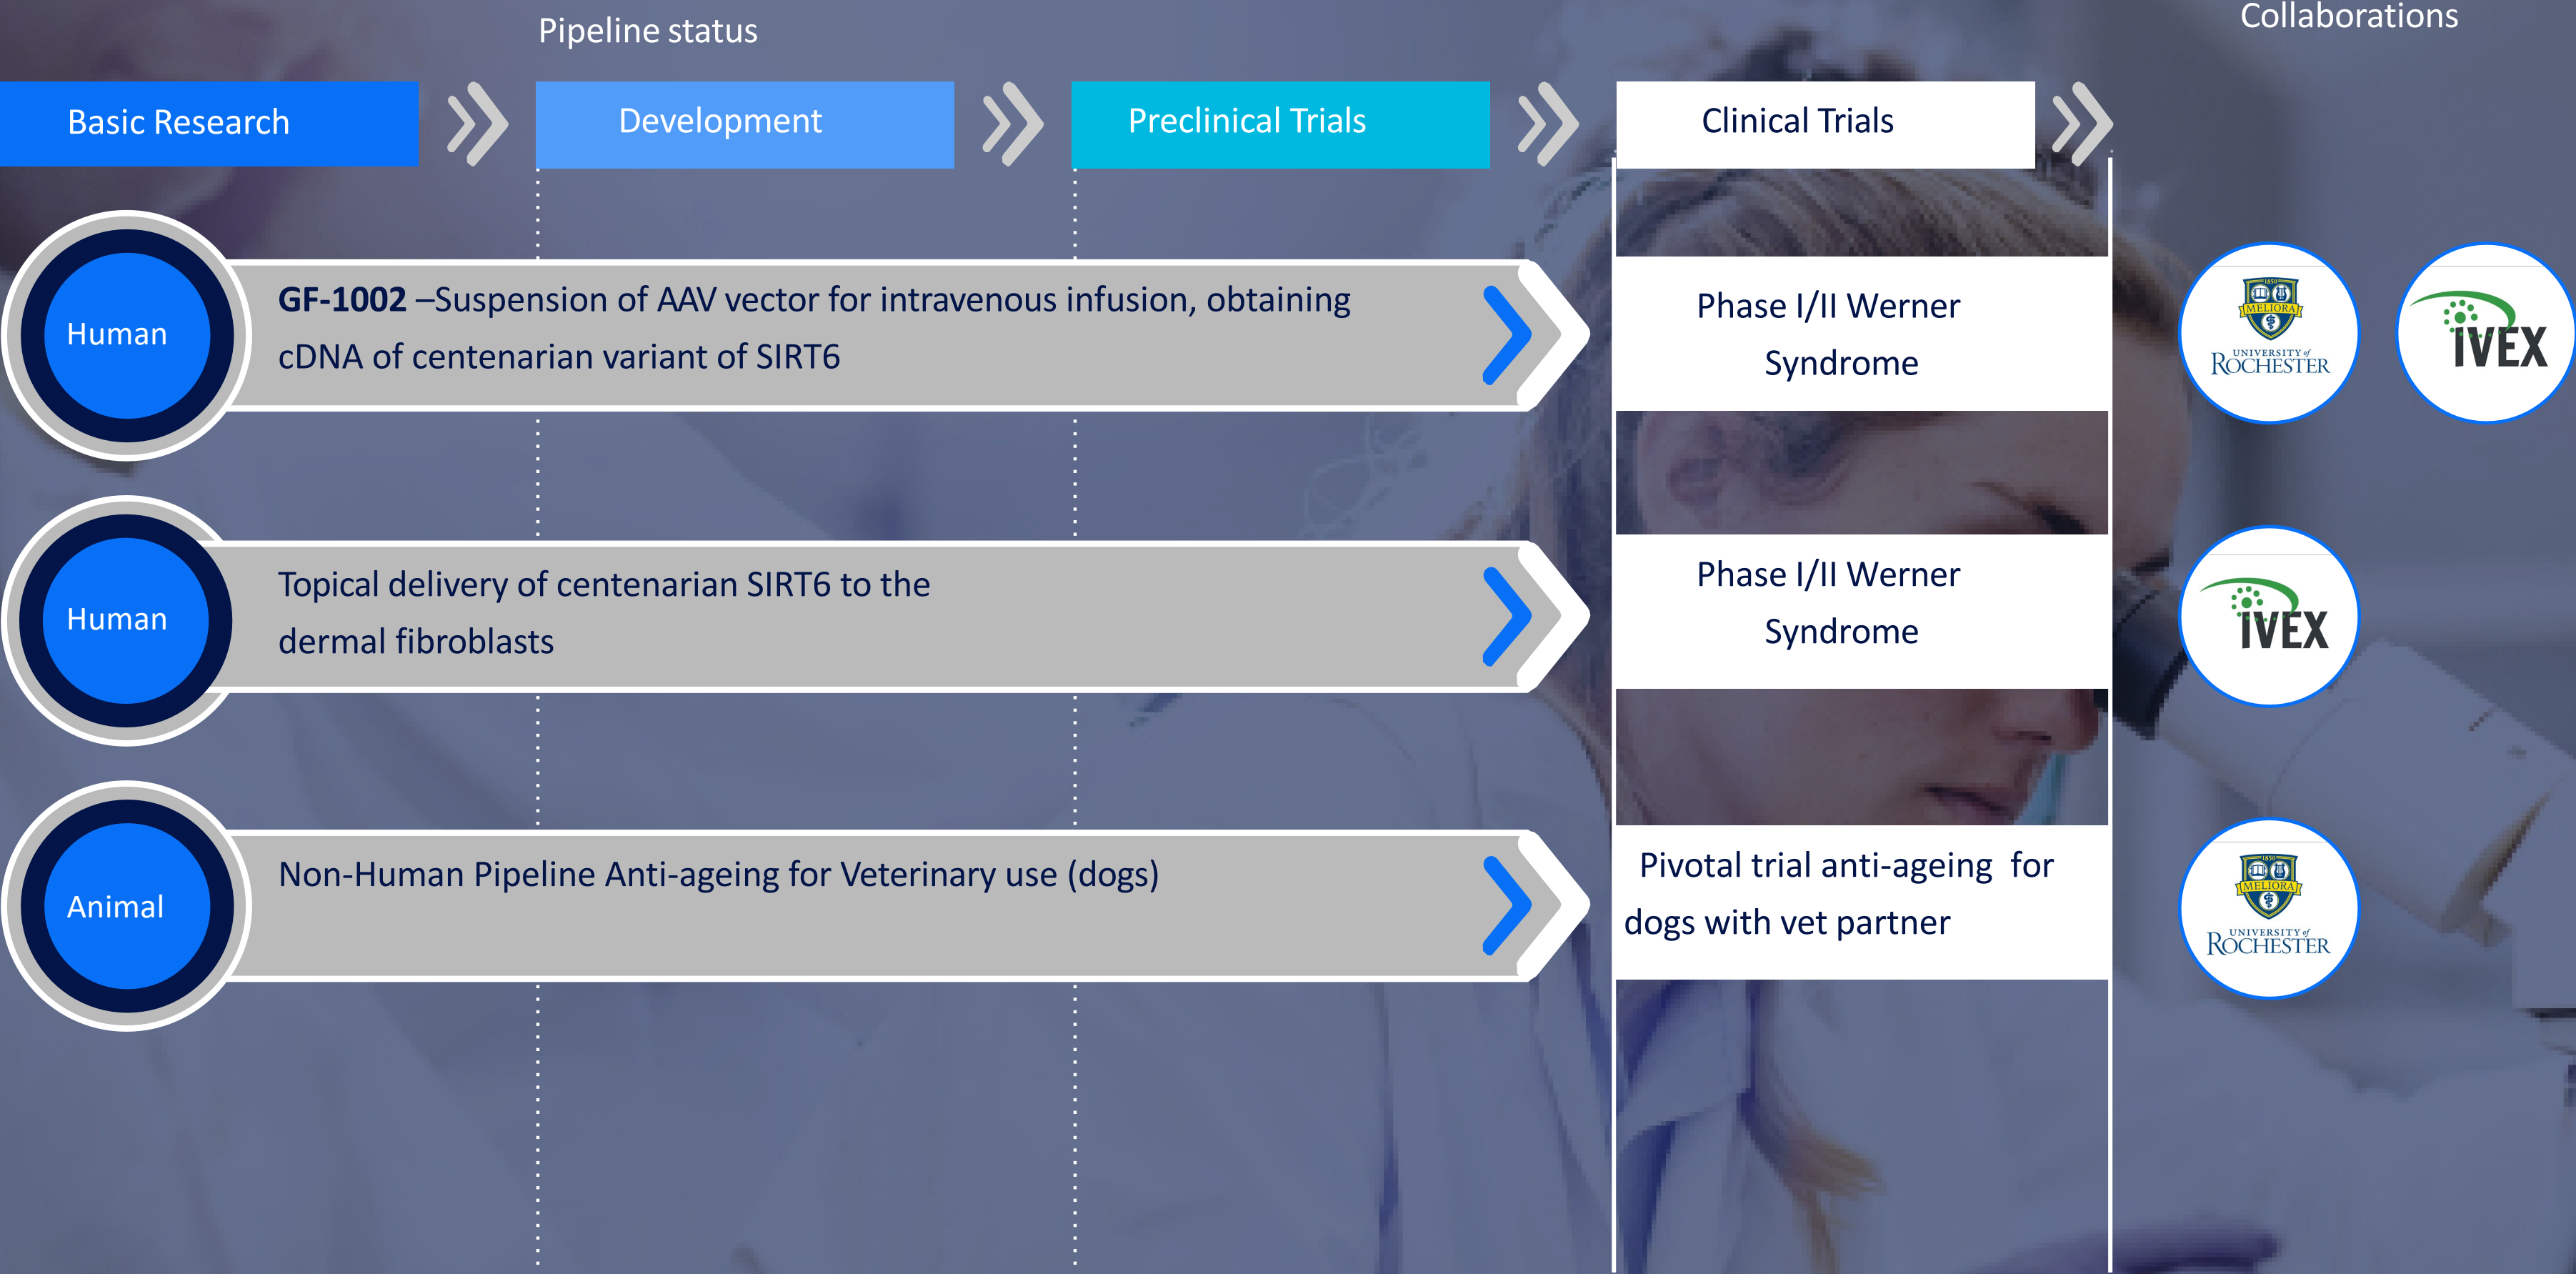 Pipeline status
Collaborations
Basic Research
Development
Preclinical Trials
Clinical Trials
Human
GF-1002 –Suspension of AAV vector for intravenous infusion, obtaining
cDNA of centenarian variant of SIRT6
Phase I/II Werner
Syndrome
1850
MELIORA
UNIVERSITY of
ROCHESTER
IVEX
Human
Topical delivery of centenarian SIRT6 to the
dermal fibroblasts
Phase I/II Werner
Syndrome
IVEX
Animal
Non-Human Pipeline Anti-ageing for Veterinary use (dogs)
Pivotal trial anti-ageing for
dogs with vet partner
1850
MELIORA
UNIVERSITY of
ROCHESTER